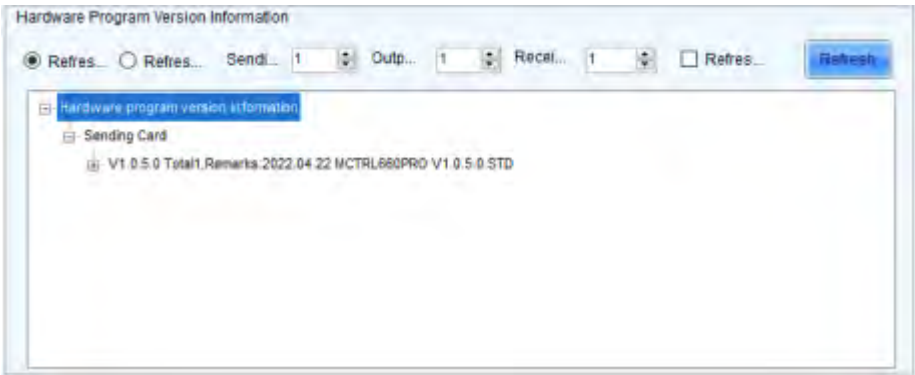 Hardware Program Version Information
Refres... Refres... Sendi... 1 Outp... 1 Recei... 1 Refres... Refresh
Hardware program version information
Sending Card
V1.0.5.0 Total1,Remarks:2022.04.22 MCTRL660PRO V1.0.5.0 STD